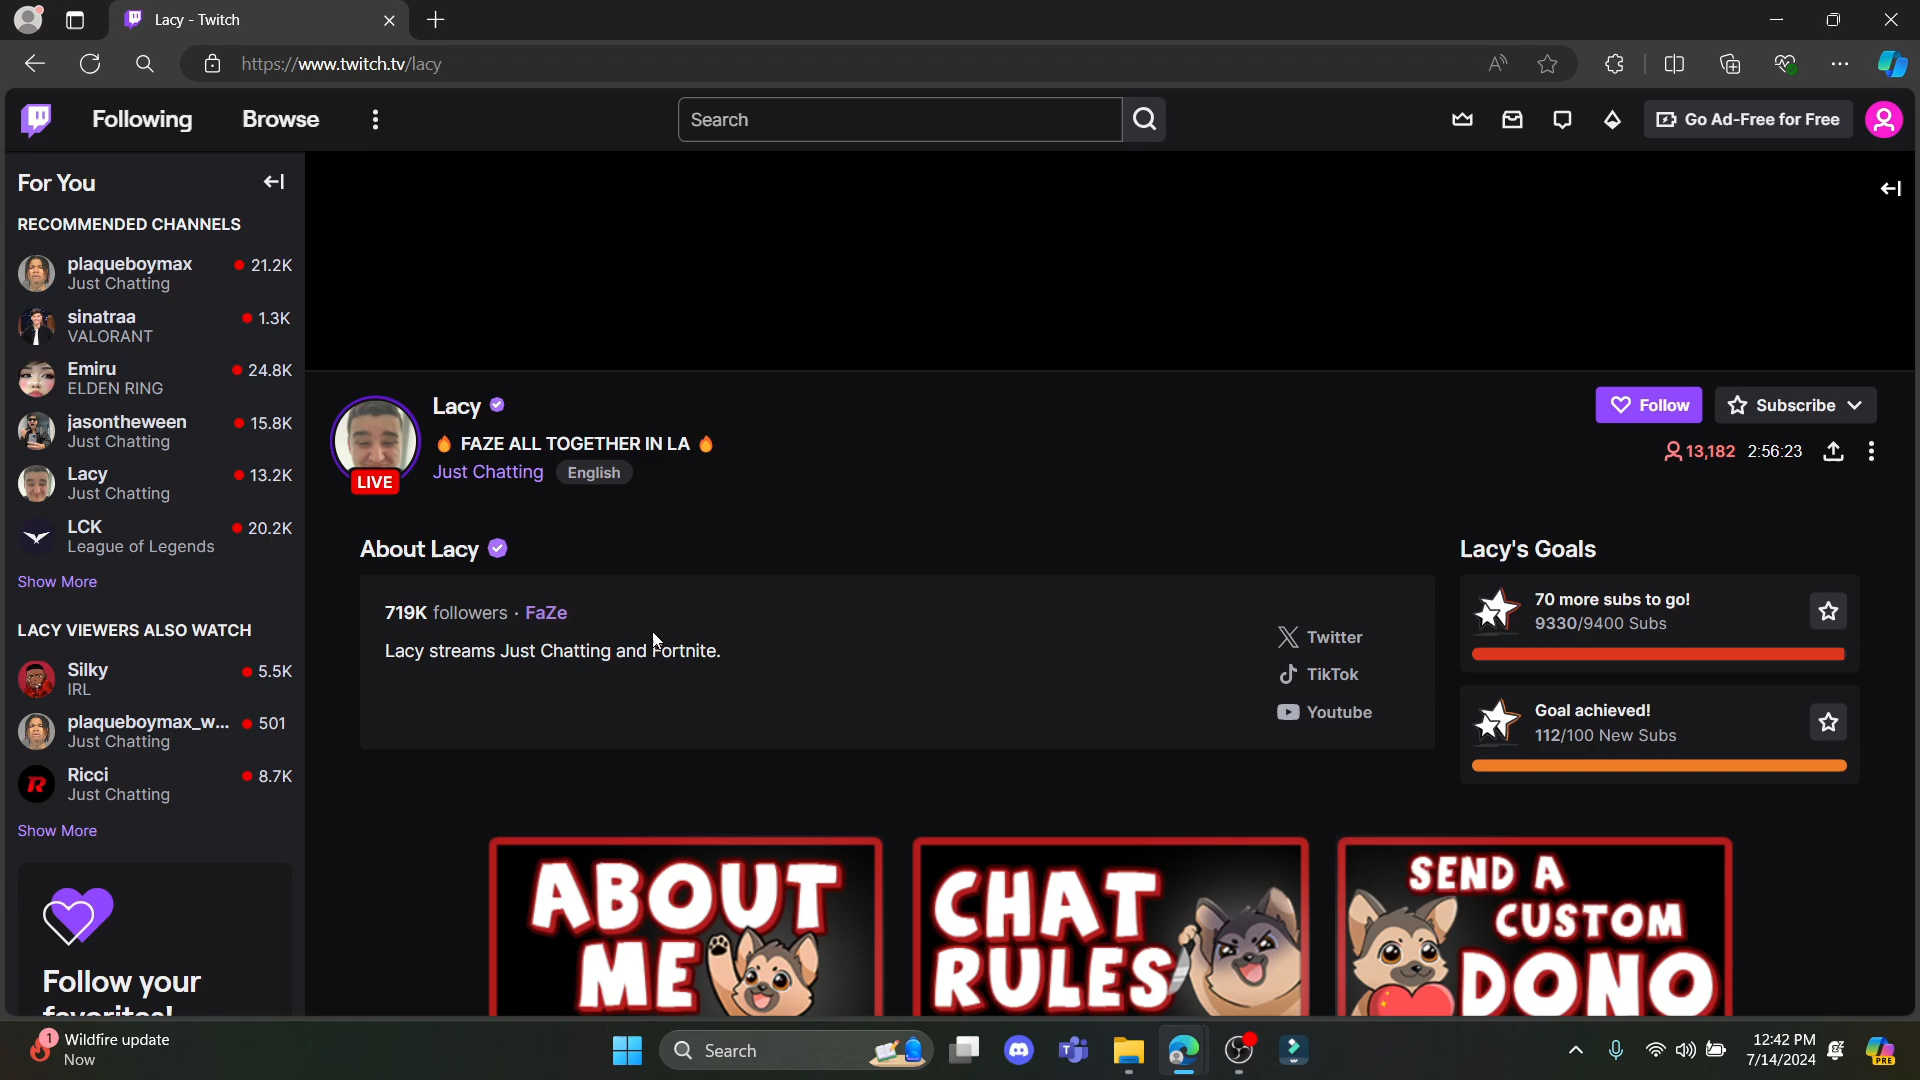 Lacy - Twitch
https://www.twitch.tv/lacy
Following
Browse
Search
Go Ad-Free for Free
For You
RECOMMENDED CHANNELS
plaqueboymax 21.2K
Just Chatting
sinatraa 1.3K
VALORANT
Emiru 24.8K
ELDEN RING
jasontheween 15.8K
Just Chatting
Lacy 13.2K
Just Chatting
LCK 20.2K
League of Legends
Show More
LACY VIEWERS ALSO WATCH
Silky 5.5K
IRL
plaqueboymax_w... 501
Just Chatting
Ricci 8.7K
Just Chatting
Show More
Follow your
favorites!
LIVE
Lacy
🔥 FAZE ALL TOGETHER IN LA 🔥
Just Chatting English
Follow
Subscribe
13,182 2:56:23
About Lacy
719K followers · FaZe
Lacy streams Just Chatting and Fortnite.
Twitter
TikTok
Youtube
Lacy's Goals
70 more subs to go!
9330/9400 Subs
Goal achieved!
112/100 New Subs
ABOUT
ME
CHAT
RULES
SEND A
CUSTOM
DONO
1
Wildfire update
Now
Search
12:42 PM
7/14/2024
PRE